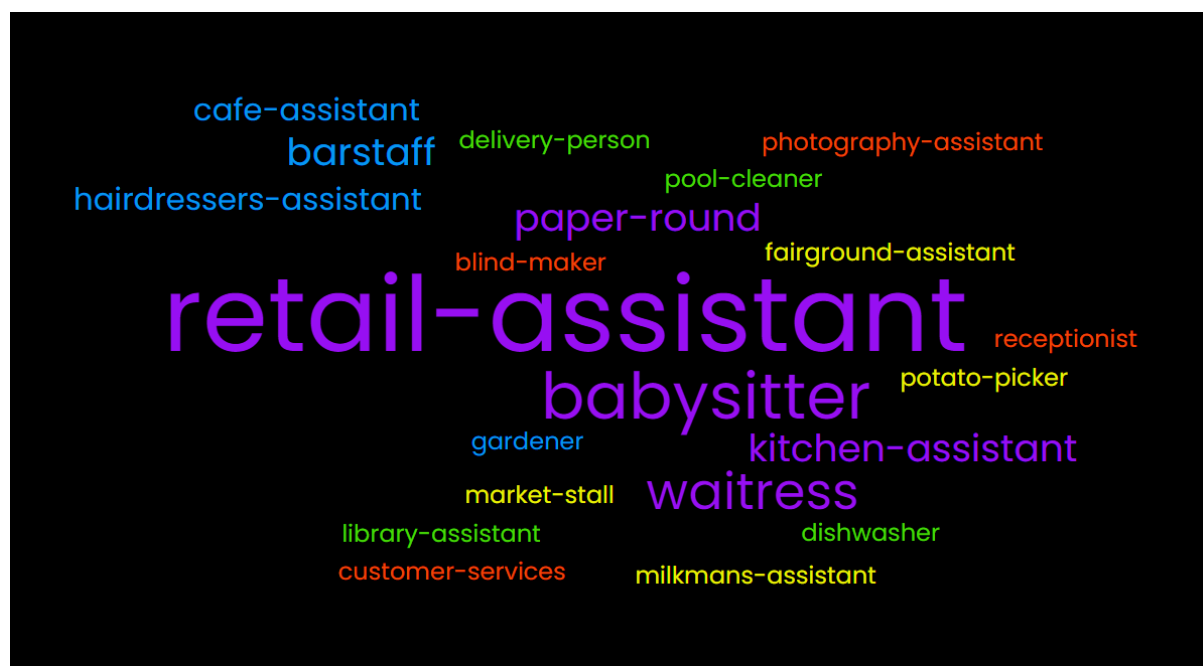 cafe-assistant
barstaff
delivery-person
photography-assistant
pool-cleaner
hairdressers-assistant
paper-round
fairground-assistant
blind-maker
retail-assistant
receptionist
potato-picker
babysitter
gardener
kitchen-assistant
market-stall
waitress
library-assistant
dishwasher
customer-services
milkmans-assistant